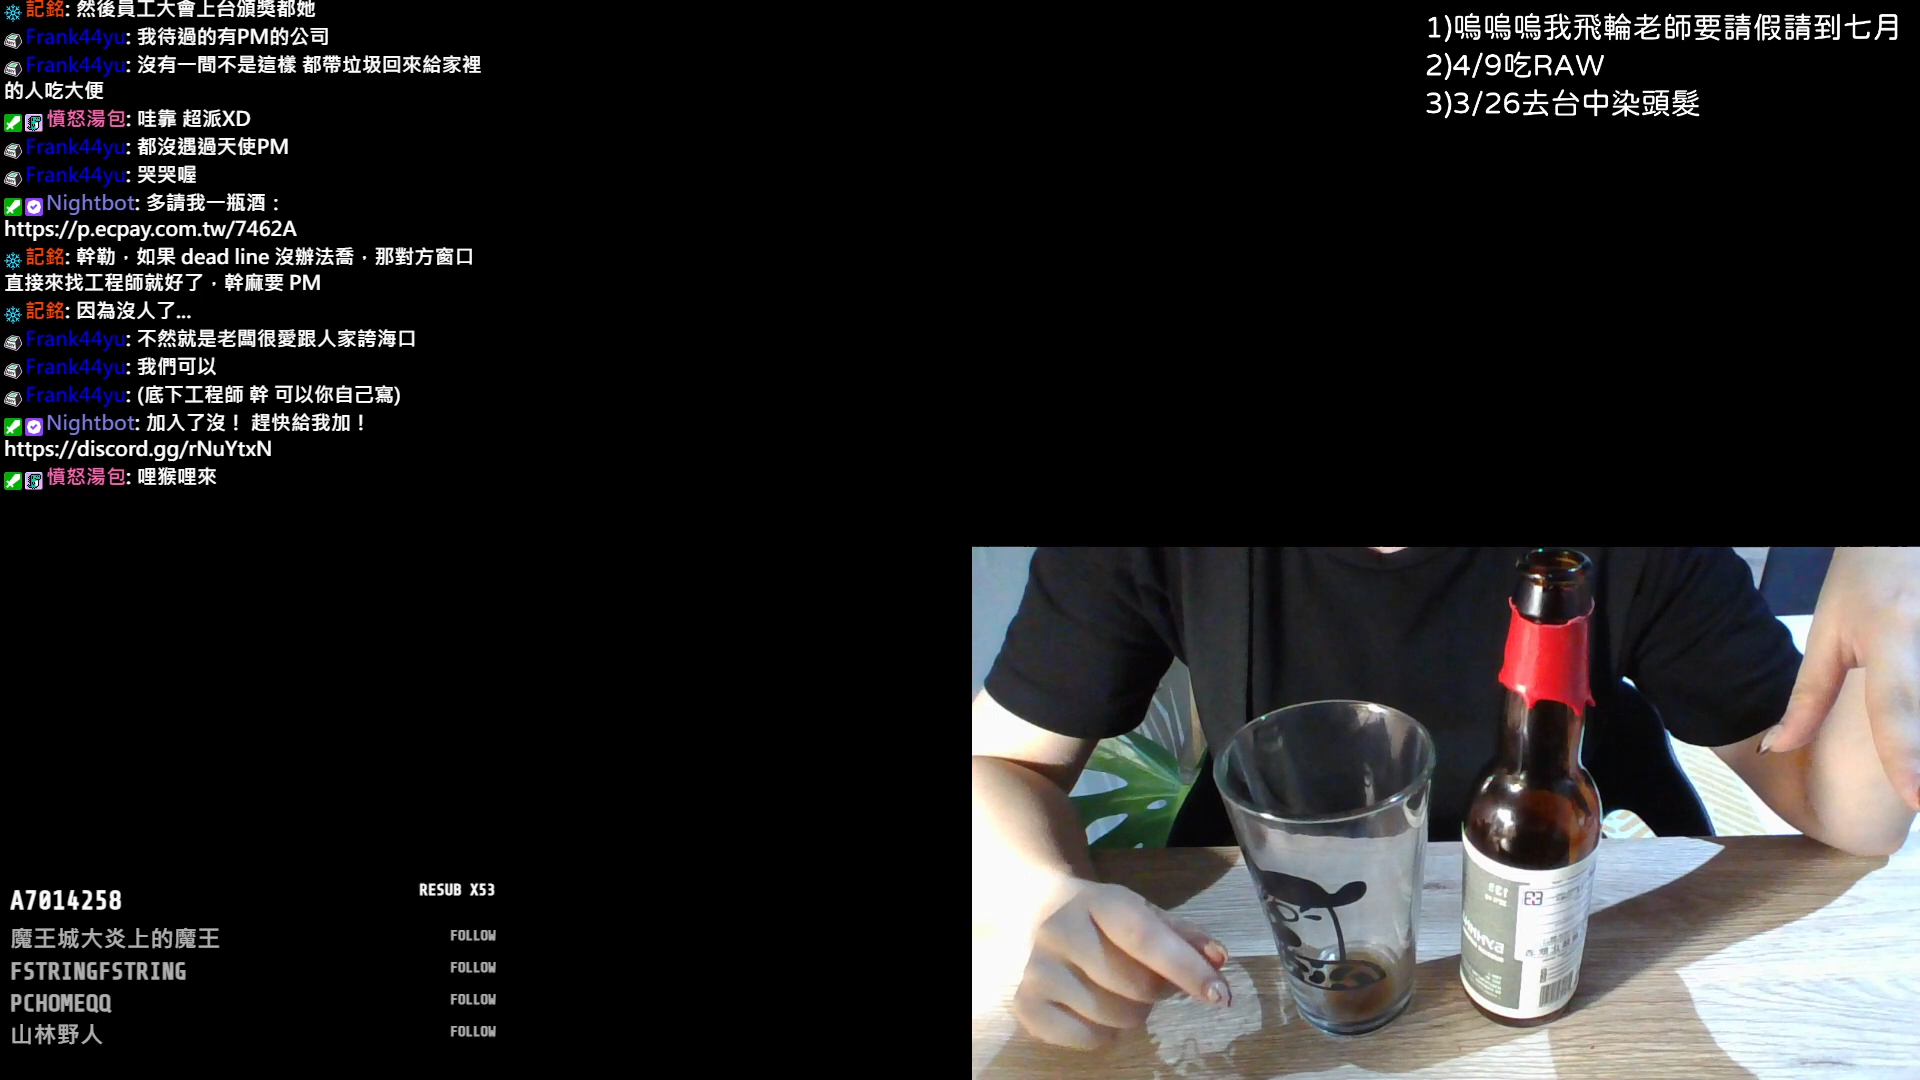 記銘: 然後員工大會上台頒獎都她
Frank44yu: 我待過的有PM的公司
Frank44yu: 沒有一間不是這樣 都帶垃圾回來給家裡
的人吃大便
憤怒湯包: 哇靠 超派XD
Frank44yu: 都沒遇過天使PM
Frank44yu: 哭哭喔
Nightbot: 多請我一瓶酒：
https://p.ecpay.com.tw/7462A
記銘: 幹勒，如果 dead line 沒辦法喬，那對方窗口
直接來找工程師就好了，幹麻要 PM
記銘: 因為沒人了...
Frank44yu: 不然就是老闆很愛跟人家誇海口
Frank44yu: 我們可以
Frank44yu: (底下工程師 幹 可以你自己寫)
Nightbot: 加入了沒！ 趕快給我加！
https://discord.gg/rNuYtxN
憤怒湯包: 哩猴哩來
1)嗚嗚嗚我飛輪老師要請假請到七月
2)4/9吃RAW
3)3/26去台中染頭髮
A7014258 RESUB X53
魔王城大炎上的魔王 FOLLOW
FSTRINGFSTRING FOLLOW
PCHOMEQQ FOLLOW
山林野人 FOLLOW